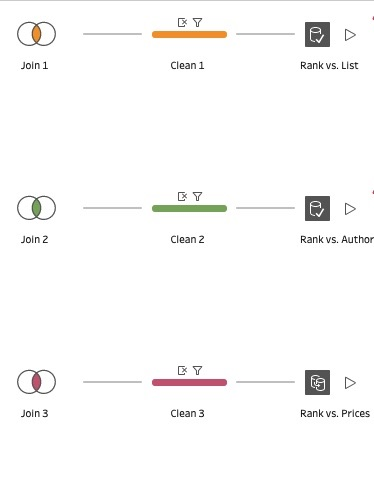 Join 1
Clean 1
Rank vs. List
Join 2
Clean 2
Rank vs. Author
Join 3
Clean 3
Rank vs. Prices